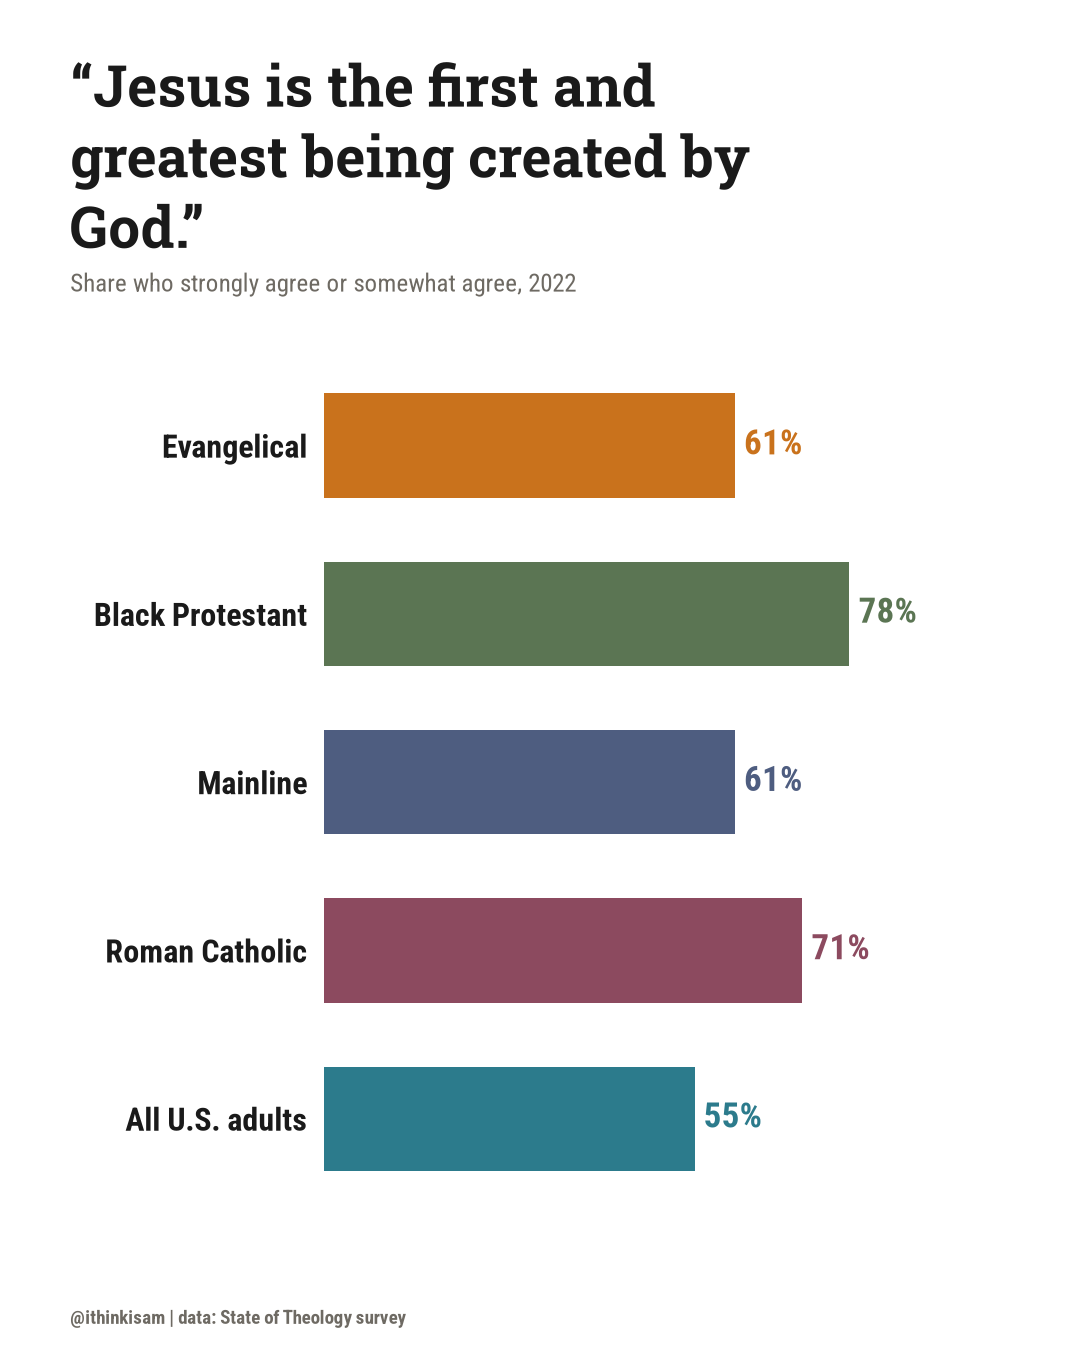 “Jesus is the first and
greatest being created by
God.”
Share who strongly agree or somewhat agree, 2022
Evangelical 61%
Black Protestant 78%
Mainline 61%
Roman Catholic 71%
All U.S. adults 55%
@ithinkisam | data: State of Theology survey